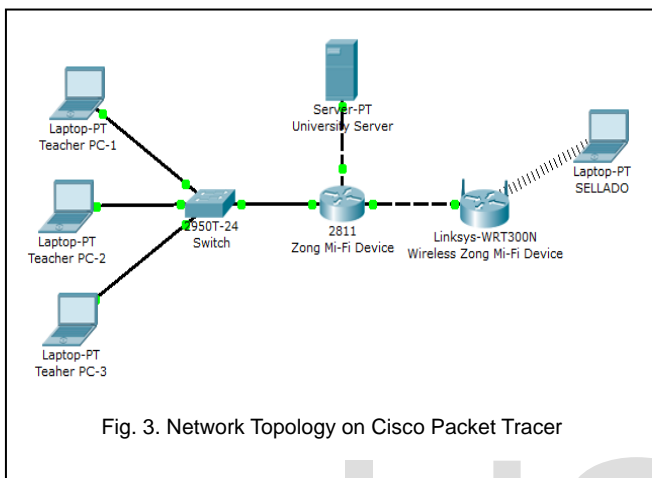 Server-PT
University Server
Laptop-PT
Teacher PC-1
Laptop-PT
SELLADO
2950T-24
Switch
2811
Zong Mi-Fi Device
Linksys-WRT300N
Wireless Zong Mi-Fi Device
Laptop-PT
Teacher PC-2
Laptop-PT
Teaher PC-3
Fig. 3. Network Topology on Cisco Packet Tracer